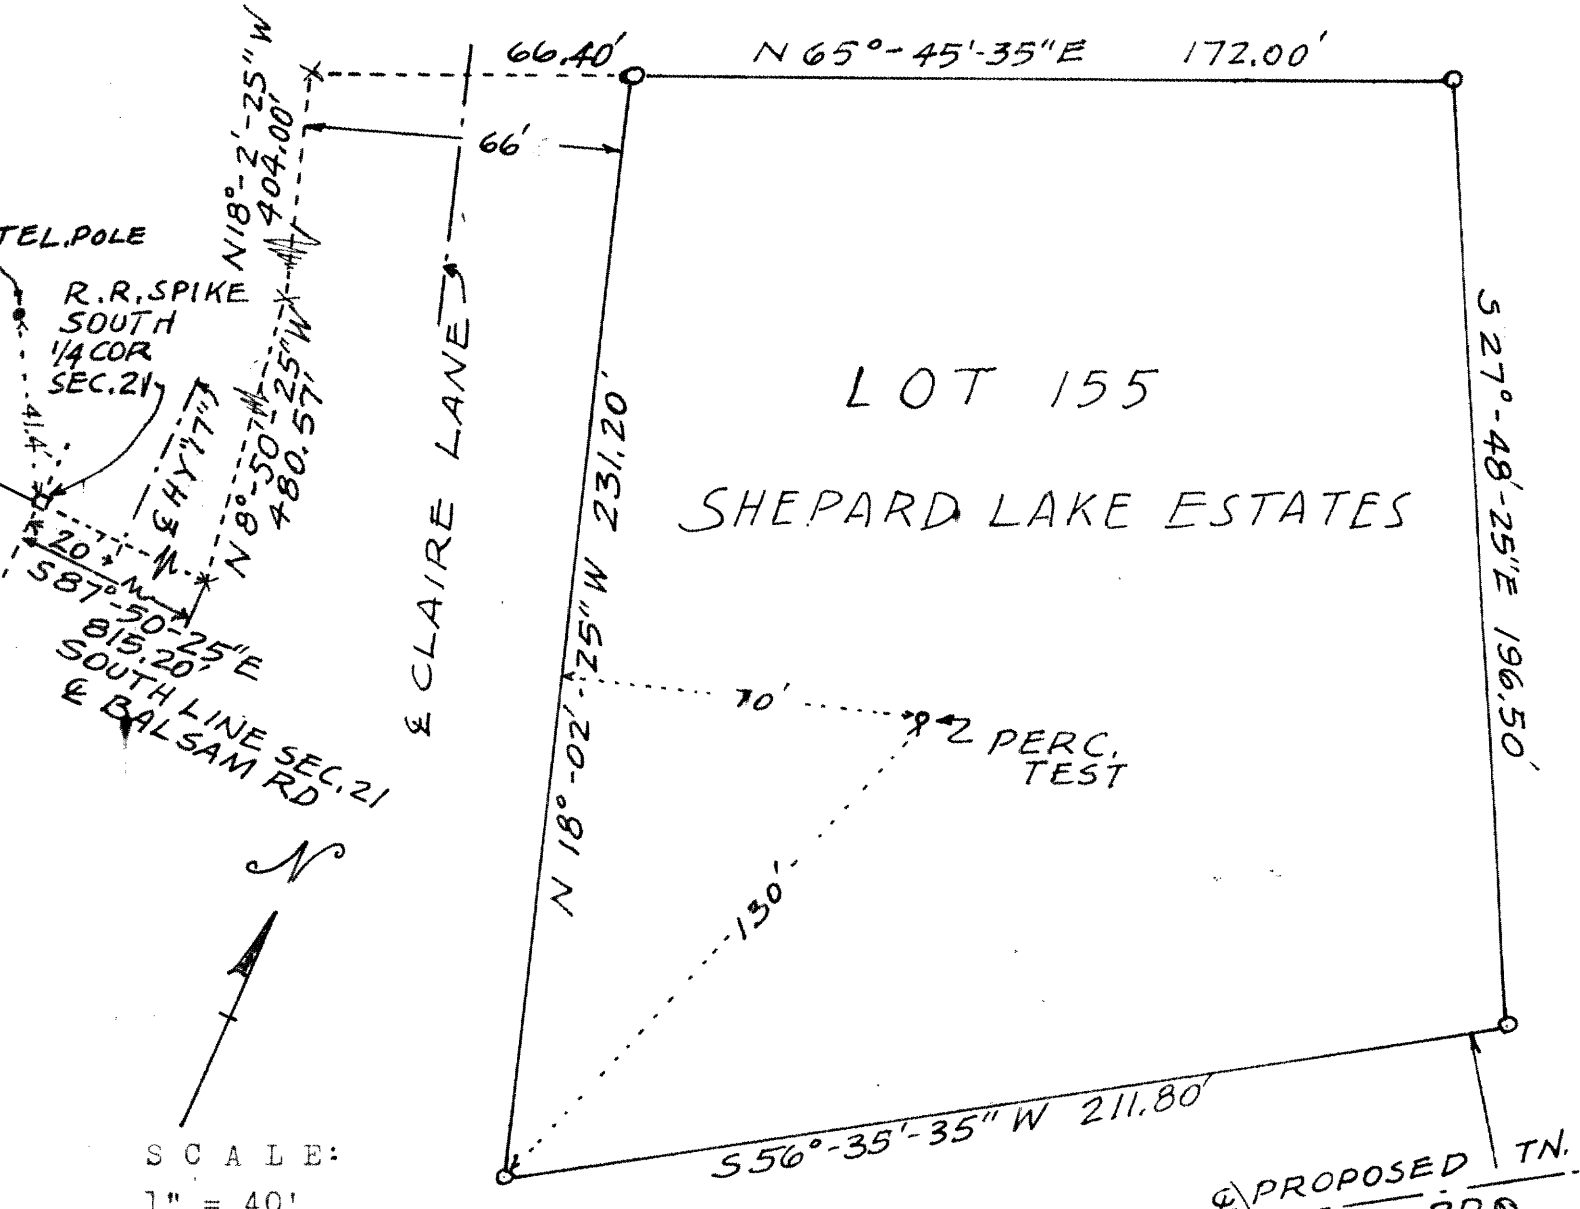 66.40'
N 65°-45'-35"E 172.00'
N18°-2'-25"W
404.00'
66'
TEL.POLE
R.R.SPIKE
SOUTH
1/4 COR
SEC.21
41.4'
℄ HY."17"
N 8°-50'-25"W
480.57'
20
S87°-50-25"E
815.20'
SOUTH LINE SEC.21
℄ BALSAM RD
℄ CLAIRE LANE
N 18°-02'-25"W 231.20'
LOT 155
SHEPARD LAKE ESTATES
S 27°-48'-25"E 196.50'
70'
PERC.
TEST
130'
N
S56°-35'-35"W 211.80'
SCALE:
1" = 40'
℄ PROPOSED TN.